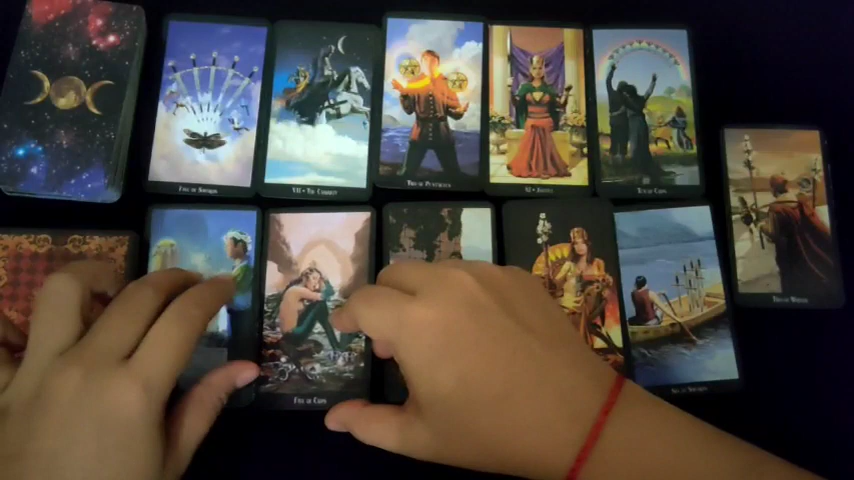 FIVE OF SWORDS
VII • THE CHARIOT
TWO OF PENTACLES
XI • JUSTICE
TEN OF CUPS
TWO OF WANDS
FIVE OF CUPS
SIX OF SWORDS